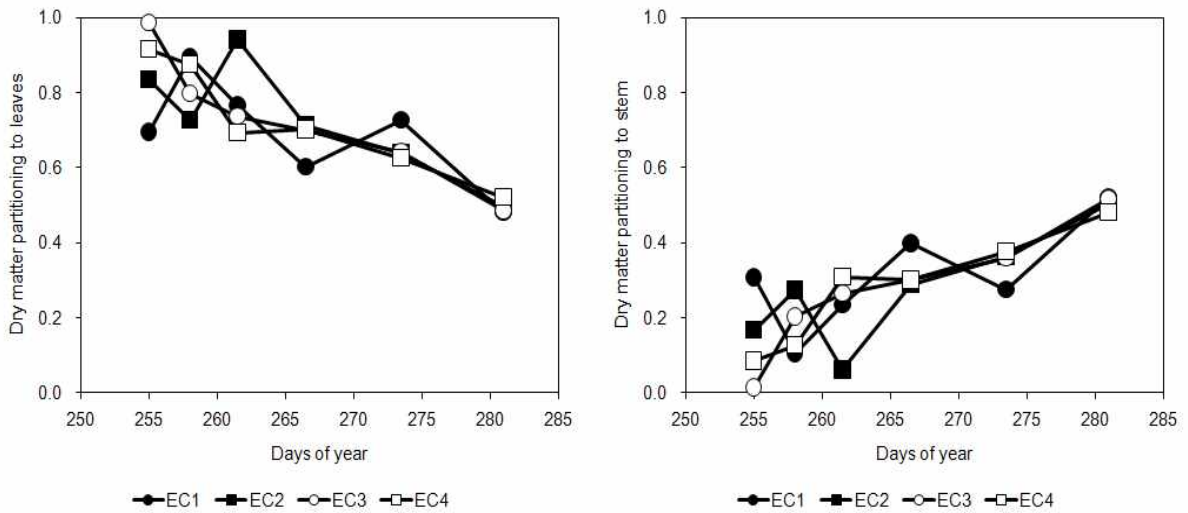 Dry matter partitioning to leaves
1.0
0.8
0.6
0.4
0.2
0.0
250 255 260 265 270 275 280 285
Days of year
EC1 EC2 EC3 EC4
Dry matter partitioning to stem
1.0
0.8
0.6
0.4
0.2
0.0
250 255 260 265 270 275 280 285
Days of year
EC1 EC2 EC3 EC4